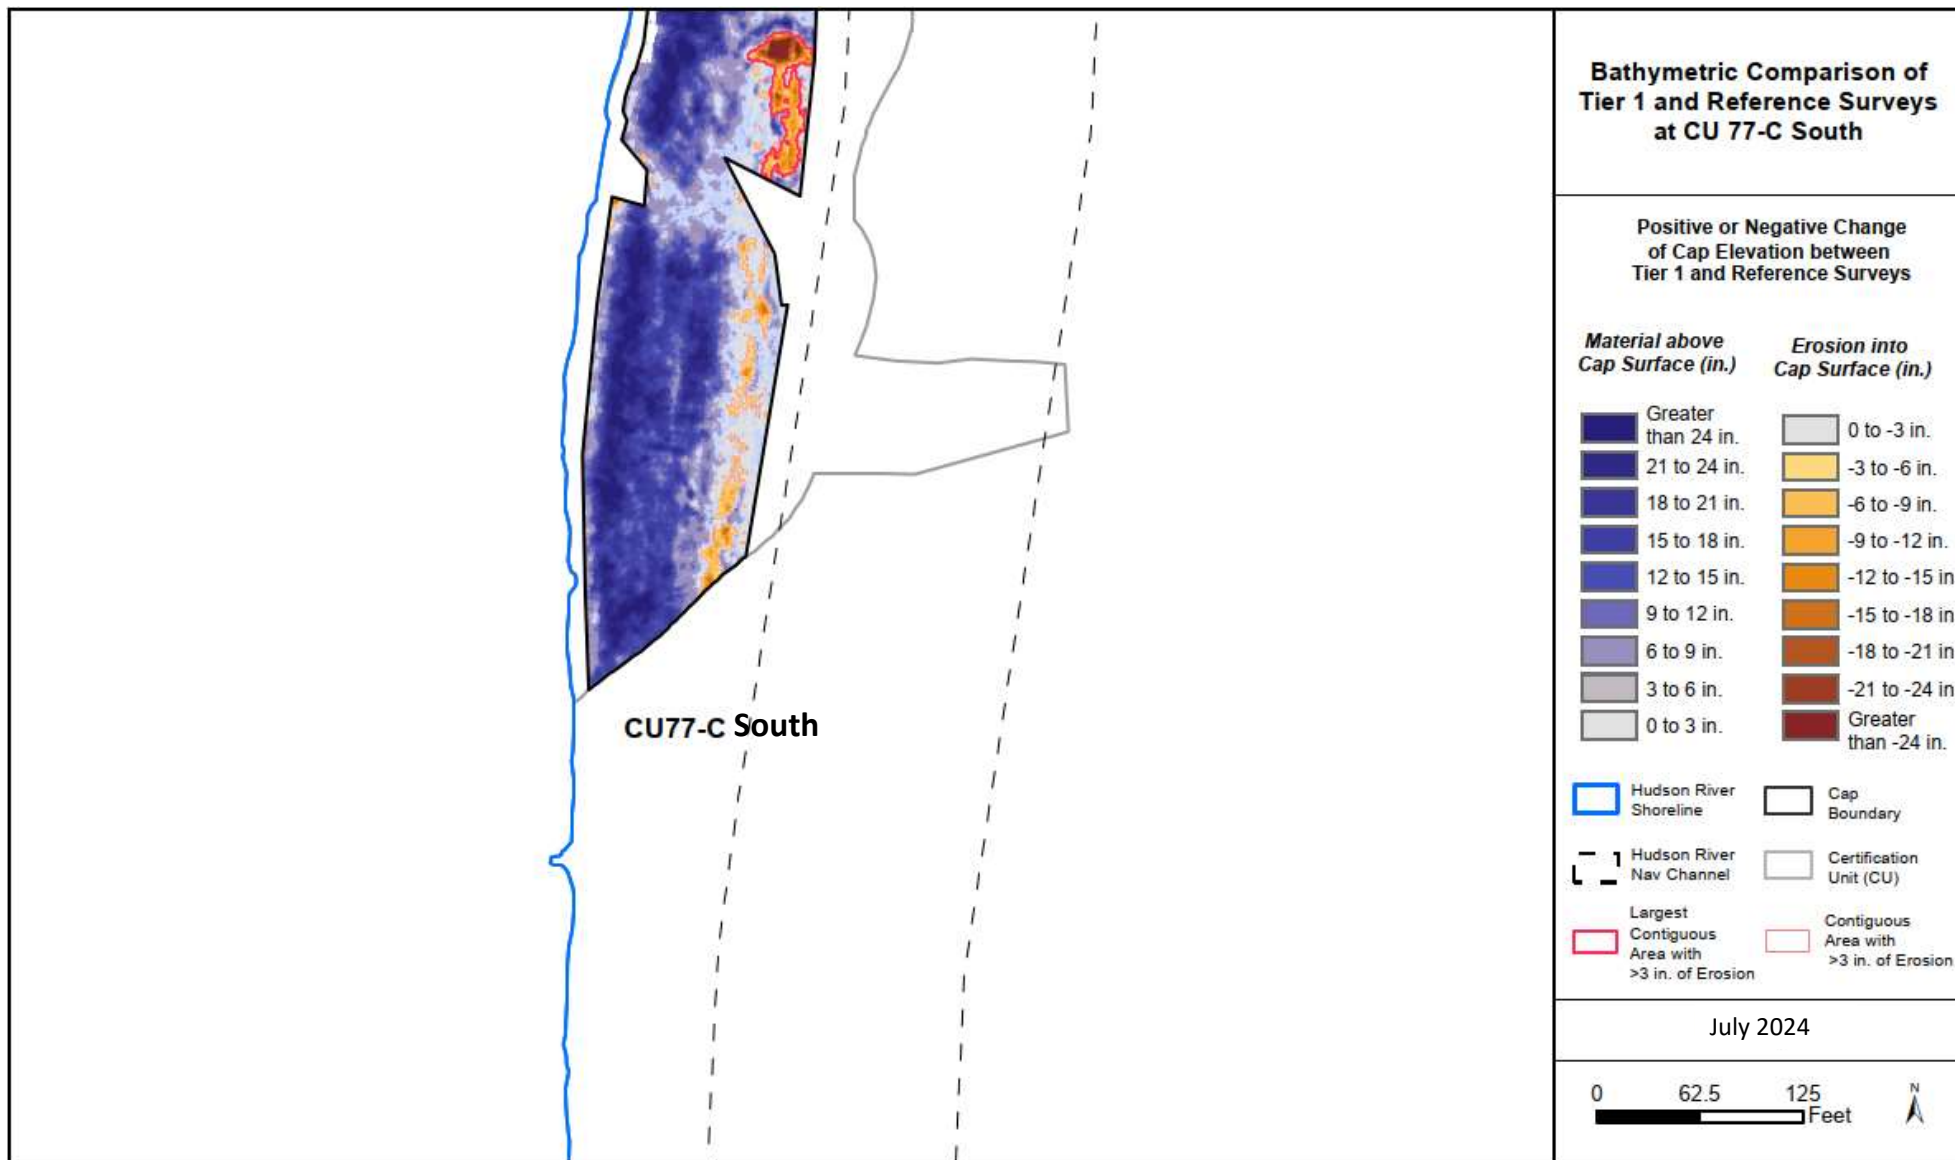 CU77-C South
Bathymetric Comparison of
Tier 1 and Reference Surveys
at CU 77-C South
Positive or Negative Change
of Cap Elevation between
Tier 1 and Reference Surveys
Material above
Cap Surface (in.)
Greater
than 24 in.
21 to 24 in.
18 to 21 in.
15 to 18 in.
12 to 15 in.
9 to 12 in.
6 to 9 in.
3 to 6 in.
0 to 3 in.
Erosion into
Cap Surface (in.)
0 to -3 in.
-3 to -6 in.
-6 to -9 in.
-9 to -12 in.
-12 to -15 in
-15 to -18 in
-18 to -21 in
-21 to -24 in
Greater
than -24 in.
Hudson River
Shoreline
Cap
Boundary
Hudson River
Nav Channel
Certification
Unit (CU)
Largest
Contiguous
Area with
>3 in. of Erosion
Contiguous
Area with
>3 in. of Erosion
July 2024
0 62.5 125
Feet
N